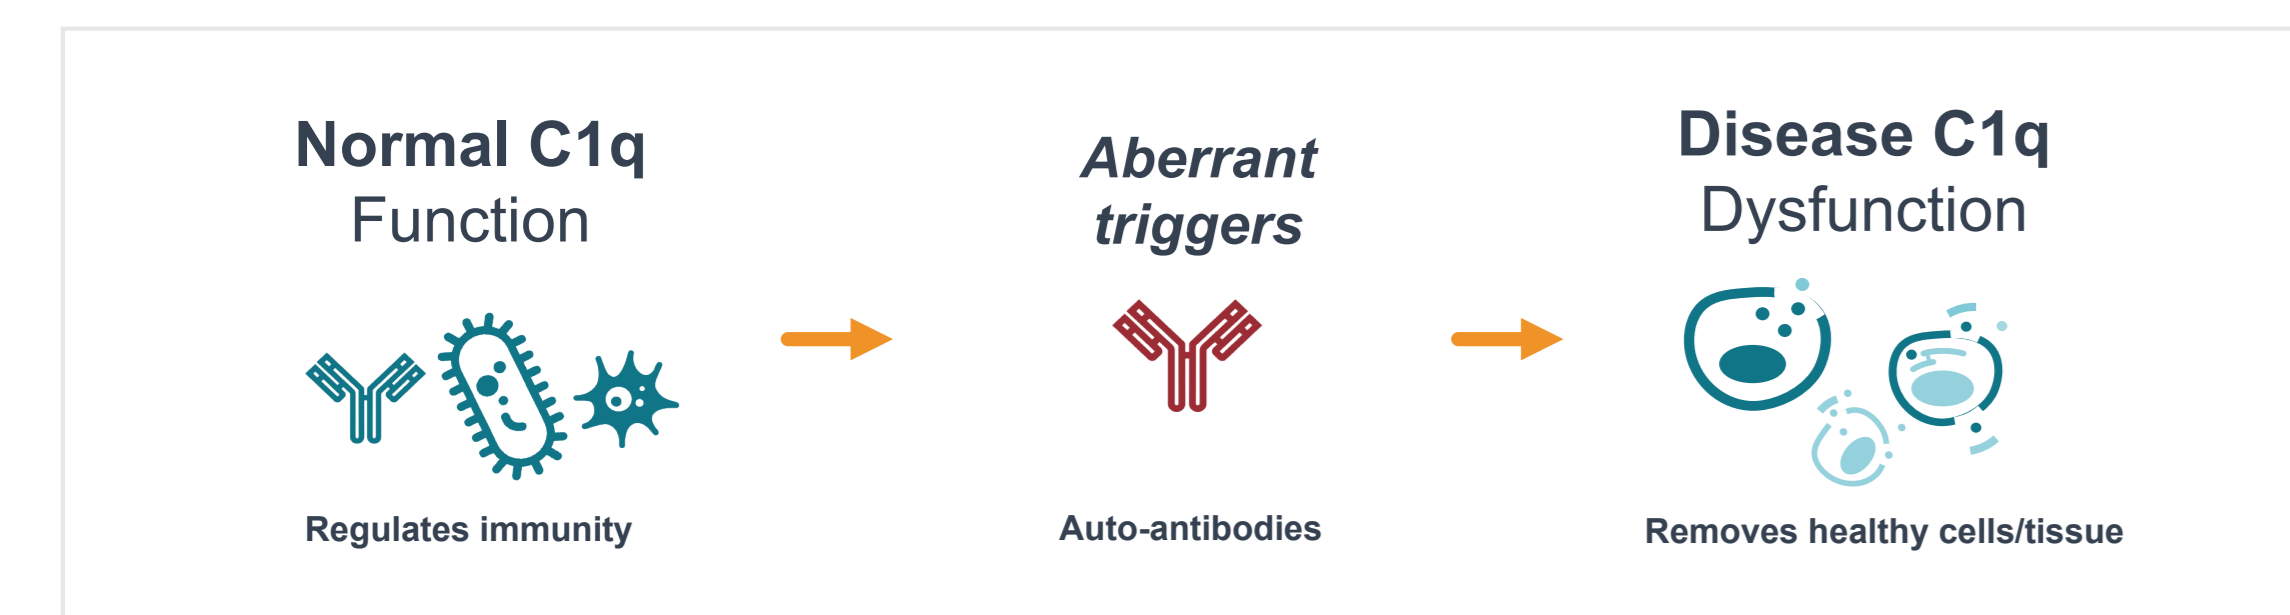 Normal C1q
Function
Regulates immunity
Aberrant
triggers
Auto-antibodies
Disease C1q
Dysfunction
Removes healthy cells/tissue